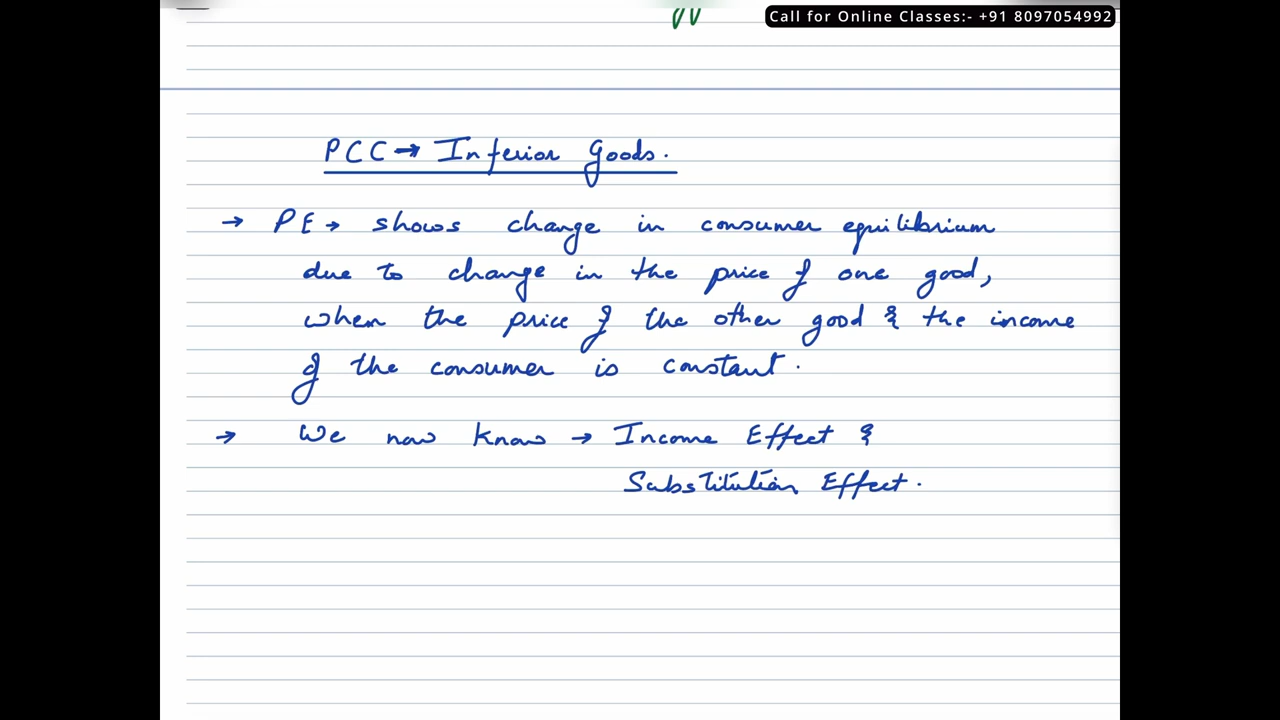 Call for Online Classes:- +91 8097054992
PCC → Inferior Goods.
→ PE → shows change in consumer equilibrium
due to change in the price of one good,
when the price of the other good & the income
of the consumer is constant.
→ We now know → Income Effect &
Substitution Effect.